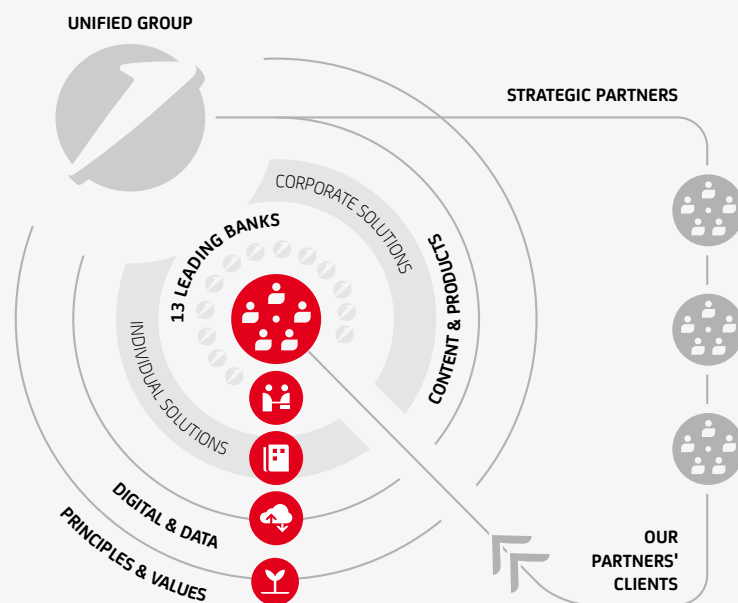 UNIFIED GROUP
STRATEGIC PARTNERS
CORPORATE SOLUTIONS
13 LEADING BANKS
CONTENT & PRODUCTS
INDIVIDUAL SOLUTIONS
DIGITAL & DATA
PRINCIPLES & VALUES
OUR
PARTNERS'
CLIENTS